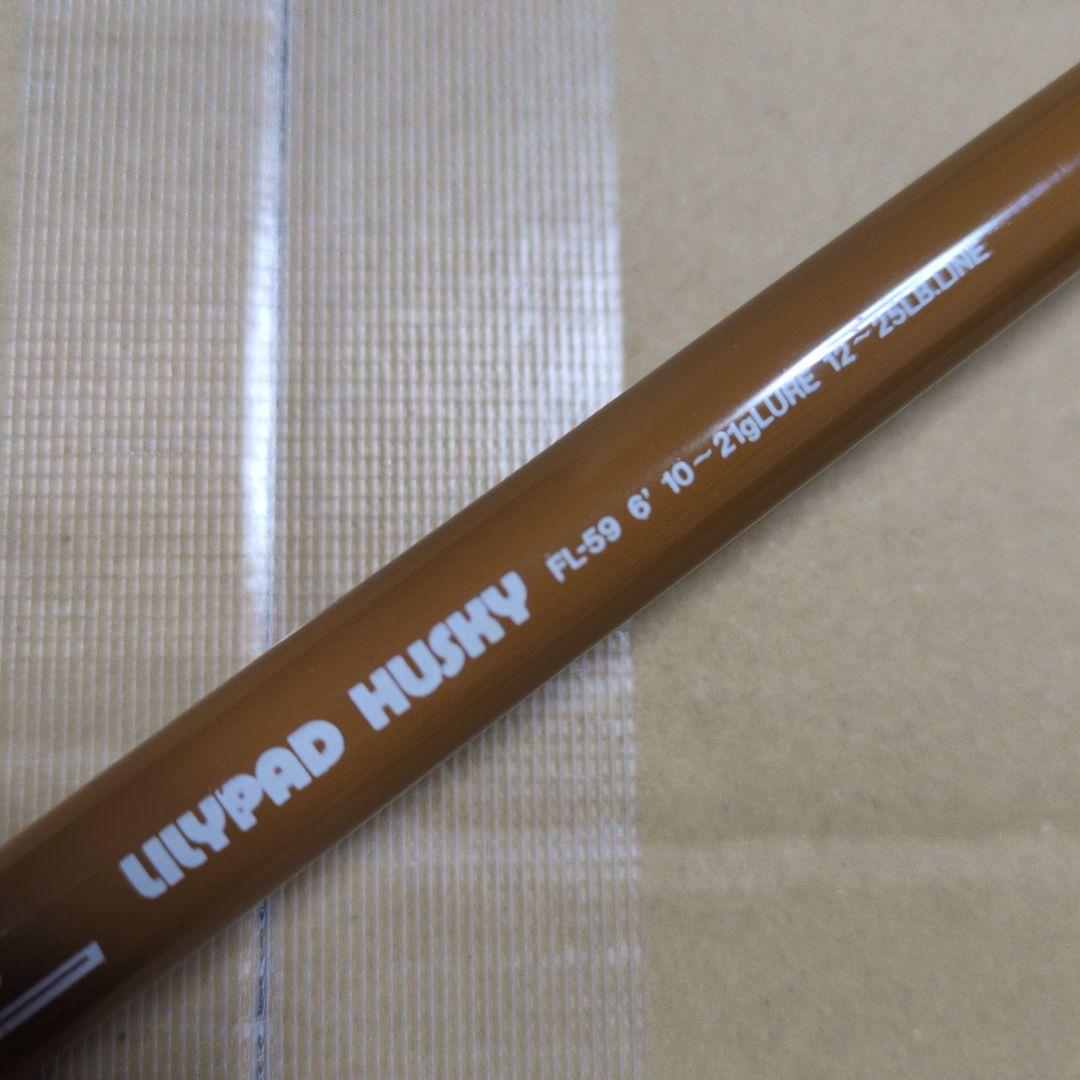 LILYPAD HUSKY FL-59 6' 10～21gLURE 12～25LB.LINE